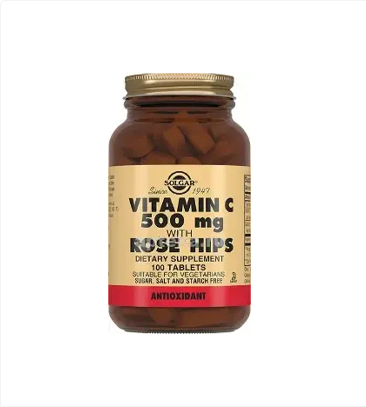 SOLGAR
Since 1947
VITAMIN C
500 mg
WITH
ROSE HIPS
DIETARY SUPPLEMENT
100 TABLETS
SUITABLE FOR VEGETARIANS
SUGAR, SALT AND STARCH FREE
ANTIOXIDANT